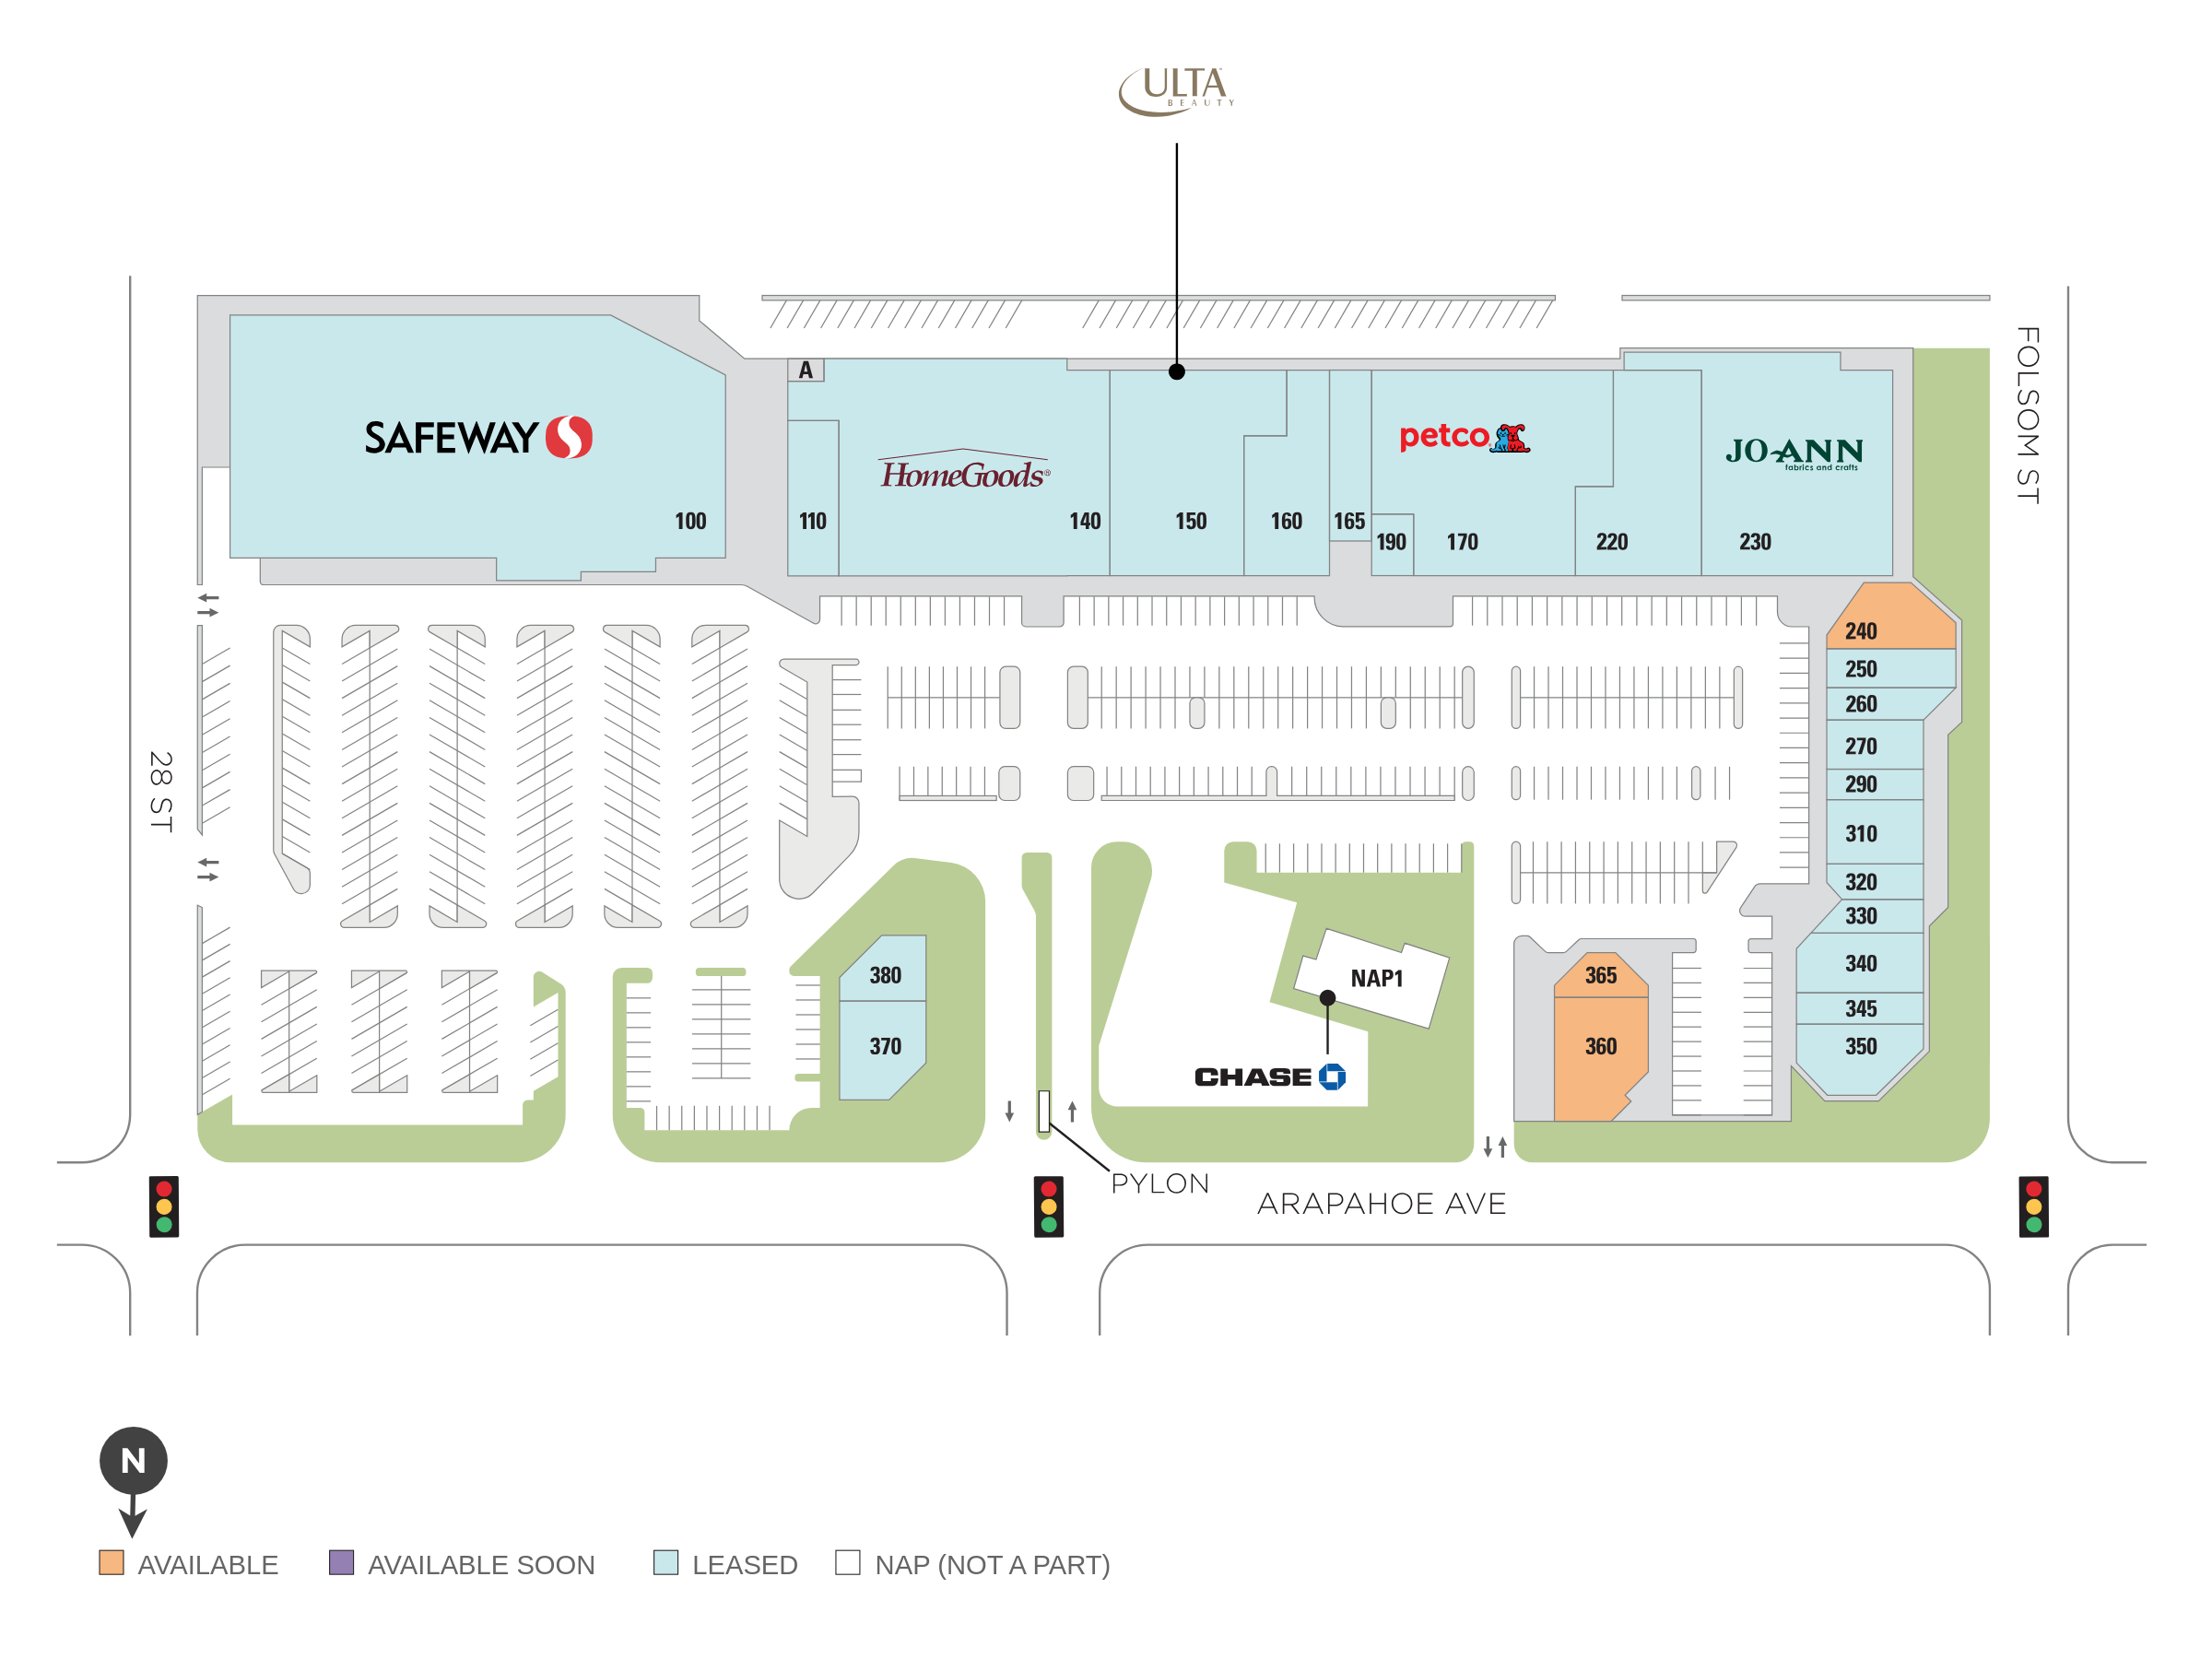 ULTA
BEAUTY
FOLSOM ST
A
SAFEWAY
HomeGoods®
petco
JO-ANN
fabrics and crafts
100
110
140
150
160
165
190
170
220
230
240
250
260
270
290
310
320
330
340
345
350
28 ST
380
370
NAP1
CHASE
365
360
PYLON
ARAPAHOE AVE
N
AVAILABLE
AVAILABLE SOON
LEASED
NAP (NOT A PART)